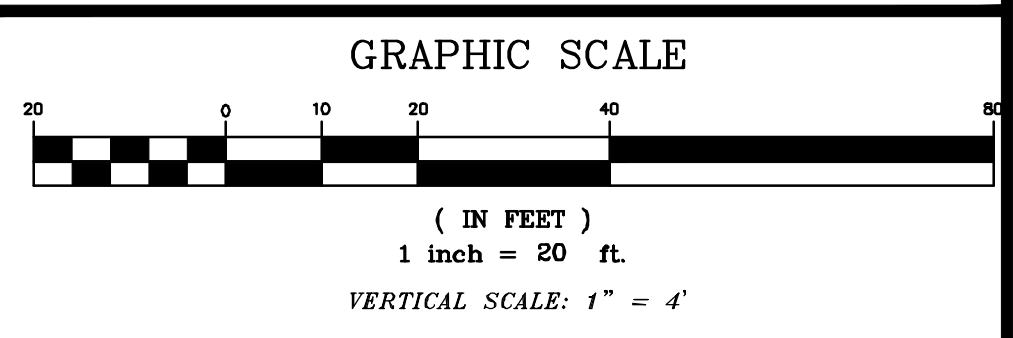 GRAPHIC SCALE
20 0 10 20 40 80
( IN FEET )
1 inch = 20 ft.
VERTICAL SCALE: 1" = 4'